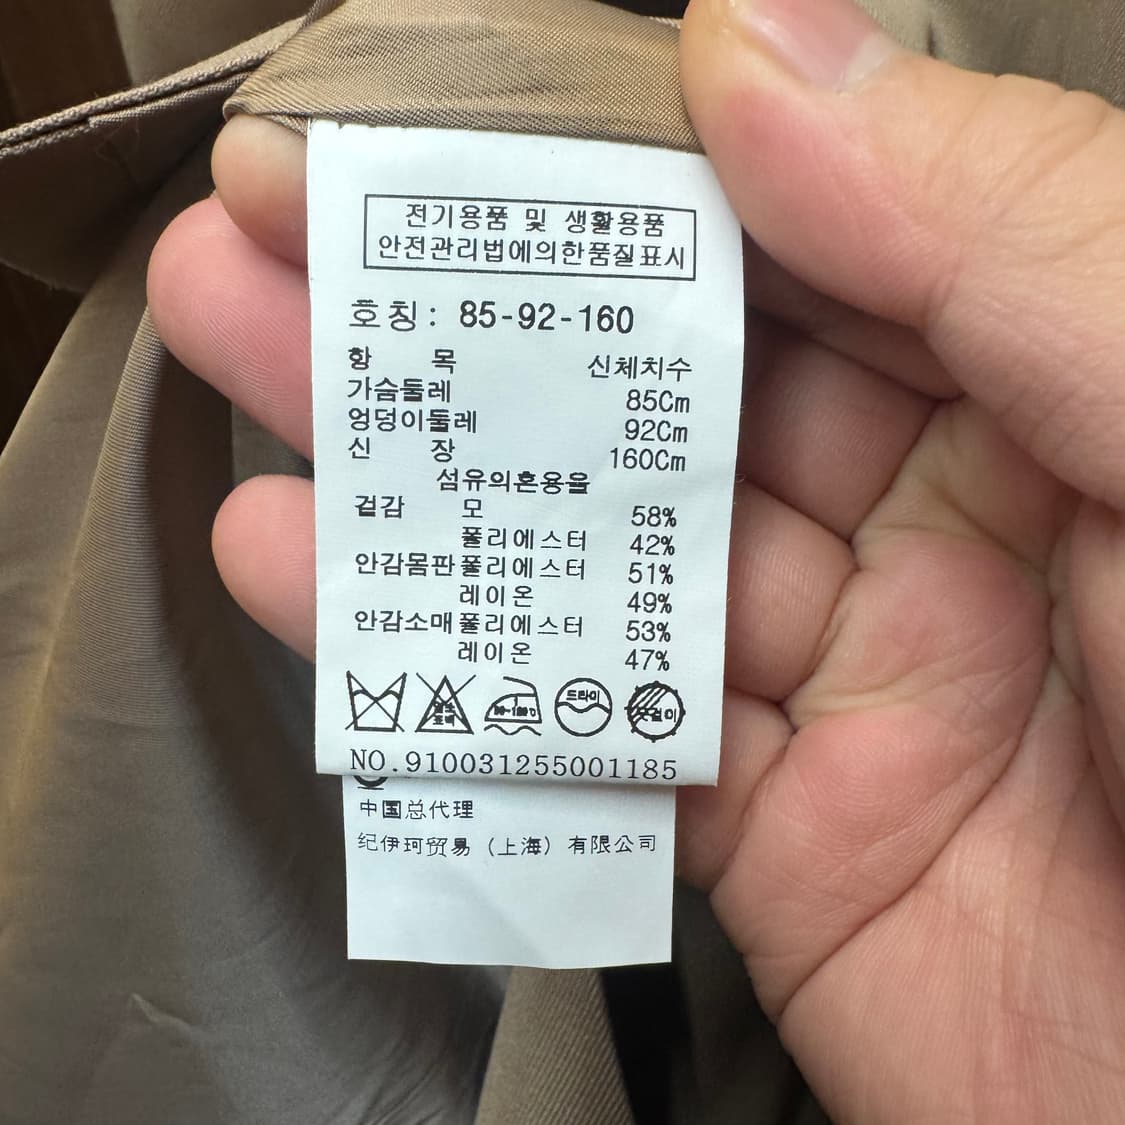 전기용품 및 생활용품
안전관리법에의한품질표시
호칭: 85-92-160
항 목 신체치수
가슴둘레 85Cm
엉덩이둘레 92Cm
신 장 160Cm
섬유의혼용율
겉감 모 58%
폴리에스터 42%
안감몸판 폴리에스터 51%
레이온 49%
안감소매 폴리에스터 53%
레이온 47%
드라이
옷걸이
NO.910031255001185
中国总代理
纪伊珂贸易（上海）有限公司